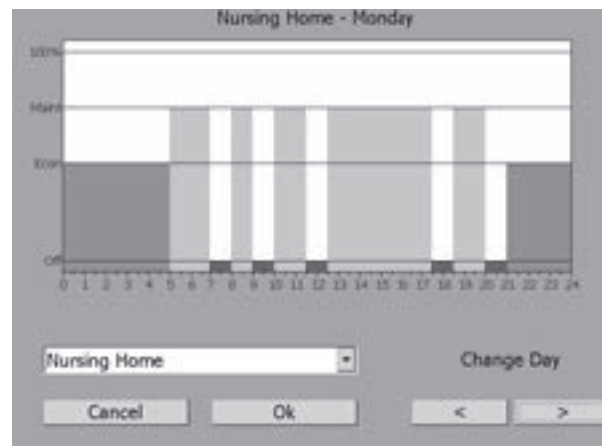 Nursing Home - Monday
100%
Maint
Econ
Off
0 1 2 3 4 5 6 7 8 9 10 11 12 13 14 15 16 17 18 19 20 21 22 23 24
Nursing Home
Change Day
Cancel Ok < >